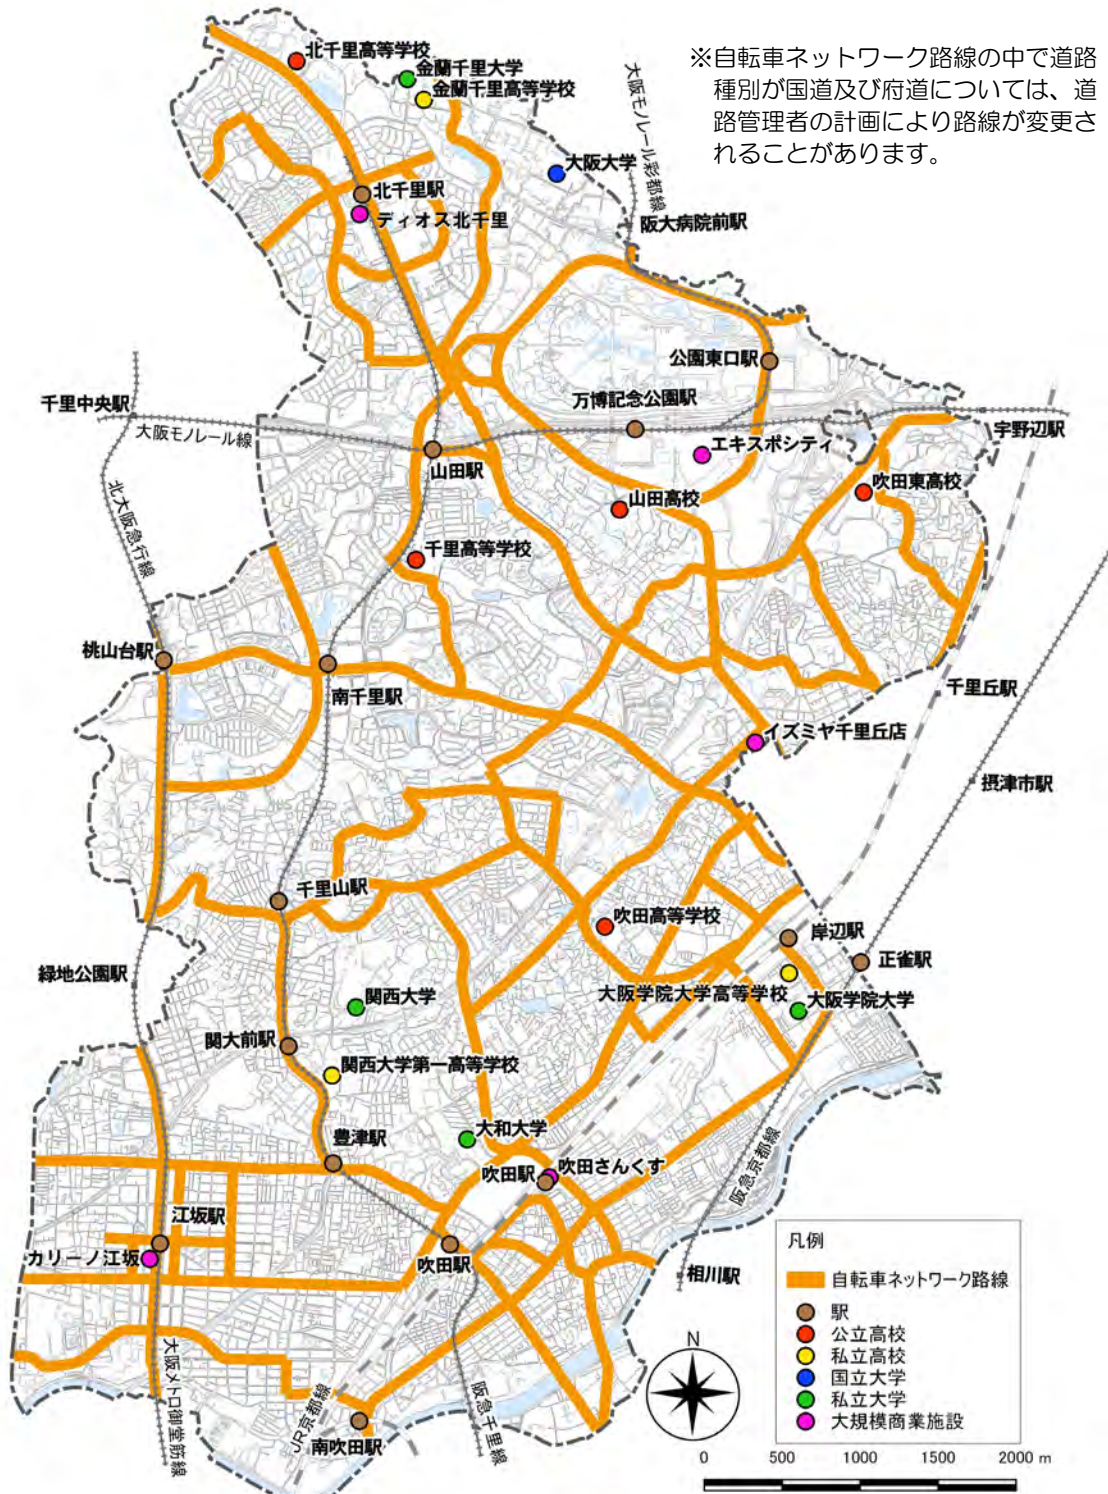 ※自転車ネットワーク路線の中で道路
種別が国道及び府道については、道
路管理者の計画により路線が変更さ
れることがあります。
北千里高等学校
金蘭千里大学
金蘭千里高等学校
大阪モノレール彩都線
大阪大学
北千里駅
ディオス北千里
阪大病院前駅
公園東口駅
万博記念公園駅
千里中央駅
大阪モノレール線
宇野辺駅
エキスポシティ
山田駅
吹田東高校
山田高校
北大阪急行線
千里高等学校
桃山台駅
南千里駅
千里丘駅
イズミヤ千里丘店
摂津市駅
千里山駅
吹田高等学校
岸辺駅
正雀駅
緑地公園駅
大阪学院大学高等学校
大阪学院大学
関西大学
関大前駅
関西大学第一高等学校
大和大学
豊津駅
吹田駅
吹田さんくす
阪急京都線
江坂駅
カリーノ江坂
吹田駅
相川駅
大阪メトロ御堂筋線
JR京都線
阪急千里線
南吹田駅
凡例
自転車ネットワーク路線
駅
公立高校
私立高校
国立大学
私立大学
大規模商業施設
N
0 500 1000 1500 2000 m